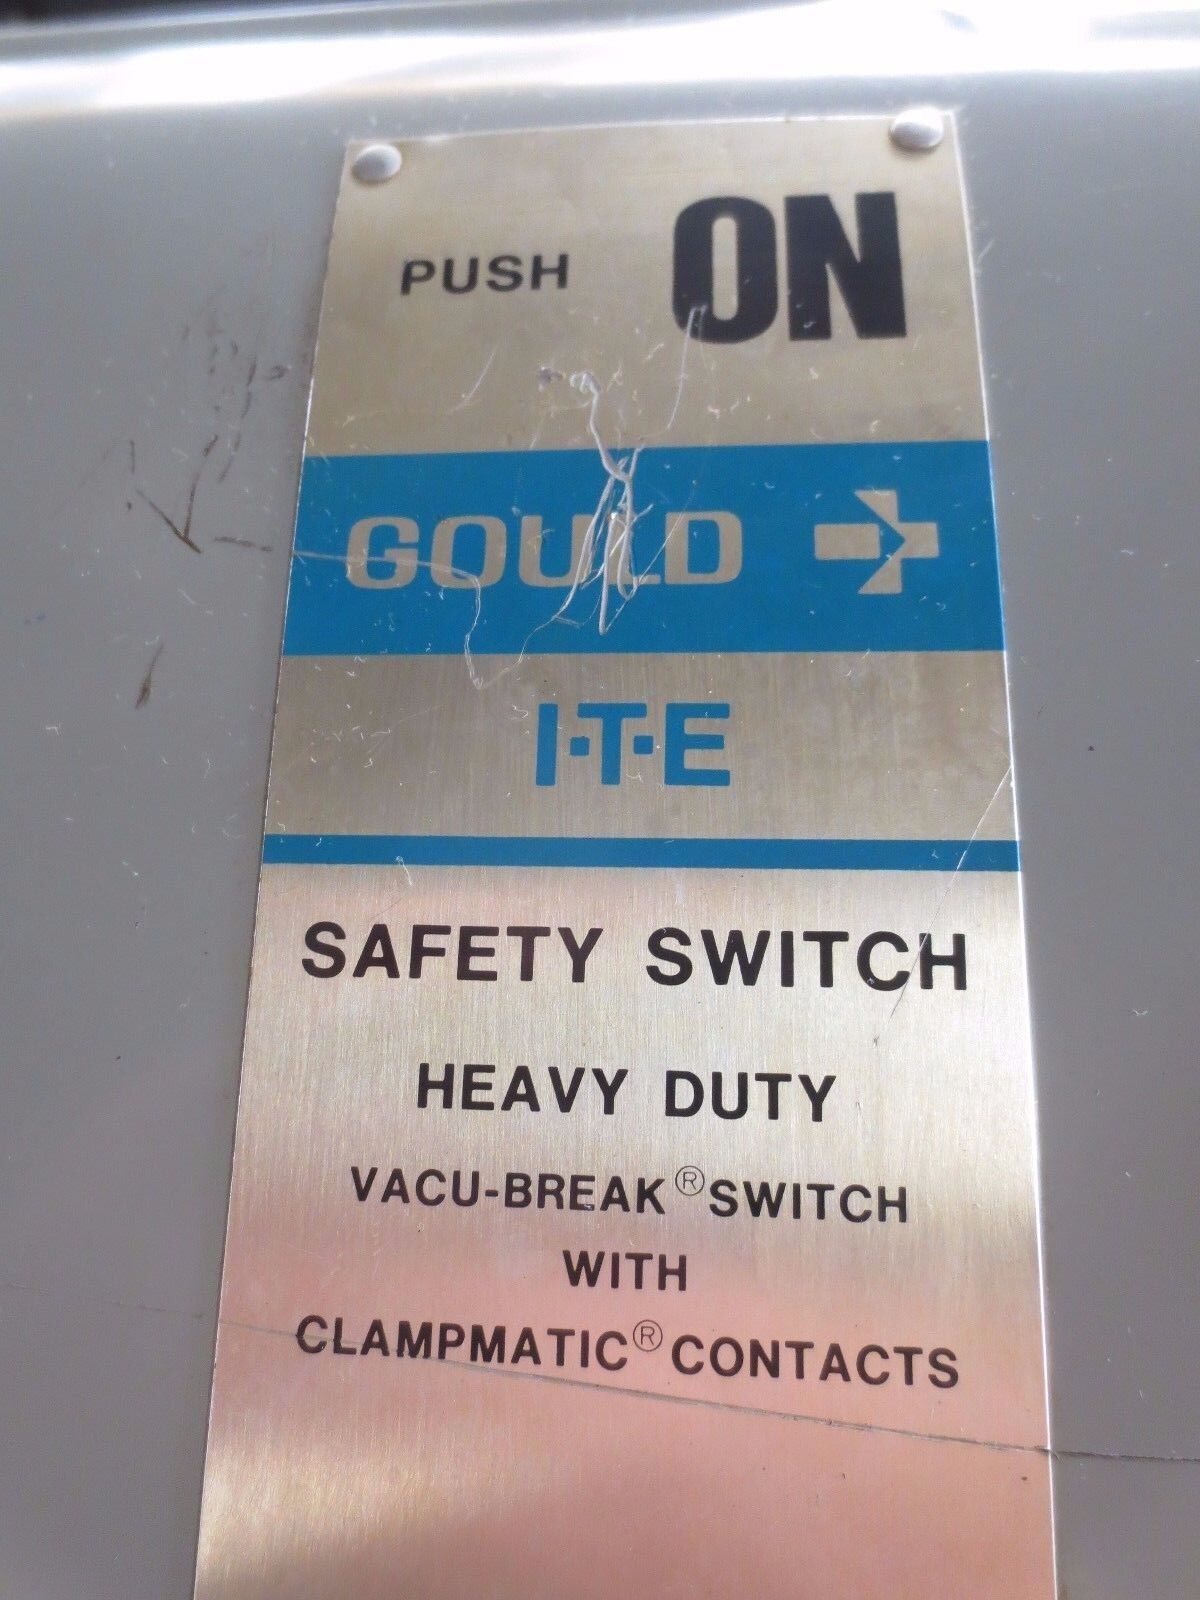 PUSH ON
GOULD
I·T·E
SAFETY SWITCH
HEAVY DUTY
VACU-BREAK® SWITCH
WITH
CLAMPMATIC® CONTACTS